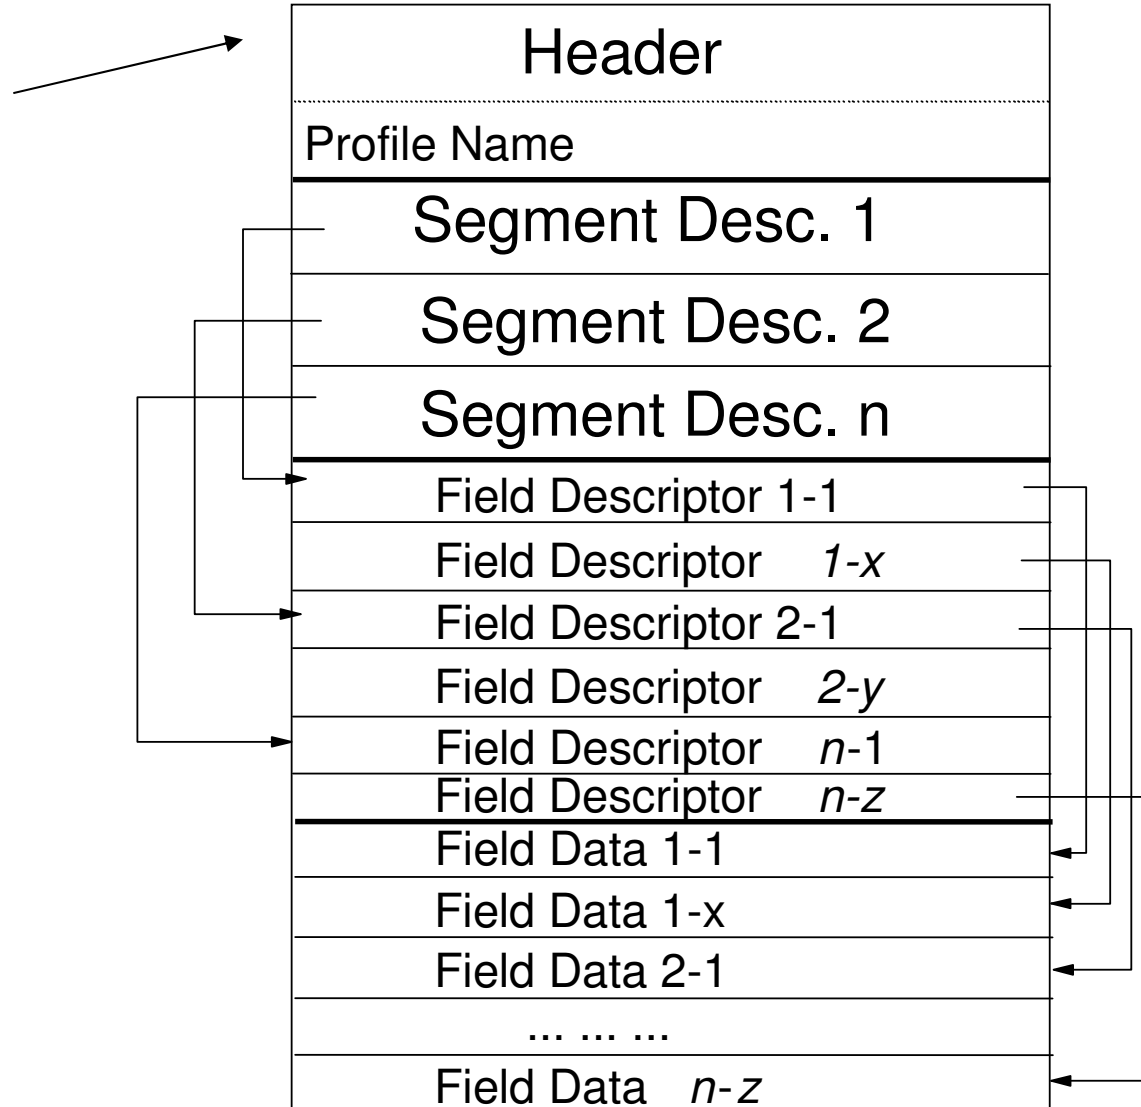 Header
Profile Name
Segment Desc. 1
Segment Desc. 2
Segment Desc. n
Field Descriptor 1-1
Field Descriptor 1-x
Field Descriptor 2-1
Field Descriptor 2-y
Field Descriptor n-1
Field Descriptor n-z
Field Data 1-1
Field Data 1-x
Field Data 2-1
... ... ...
Field Data n-z